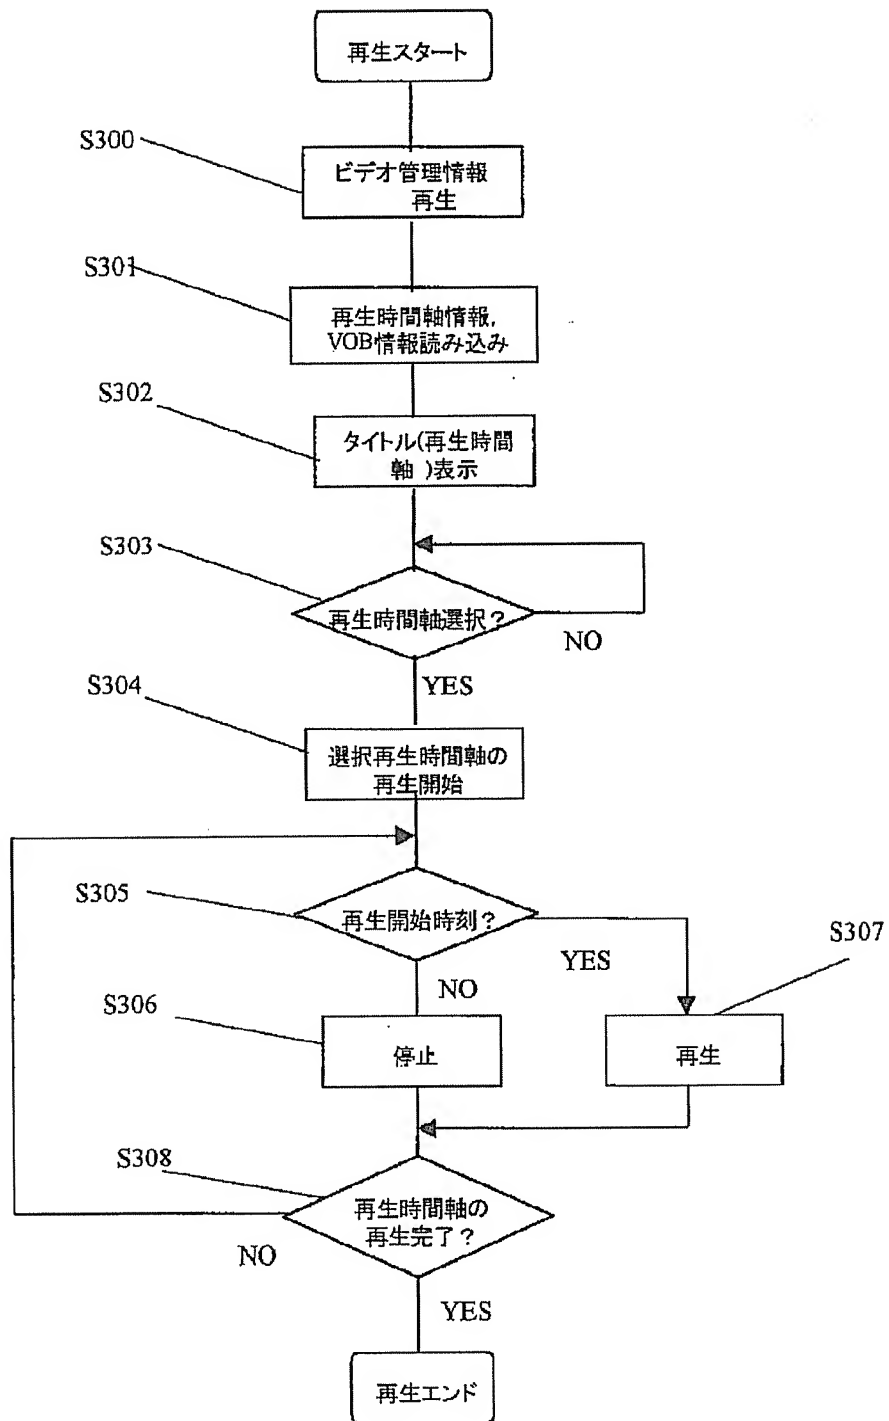 再生スタート
S300
ビデオ管理情報
再生
S301
再生時間軸情報,
VOB情報読み込み
S302
タイトル(再生時間
軸 )表示
S303
再生時間軸選択?
NO
YES
S304
選択再生時間軸の
再生開始
S305
再生開始時刻?
YES
S307
NO
S306
停止
再生
S308
再生時間軸の
再生完了?
NO
YES
再生エンド